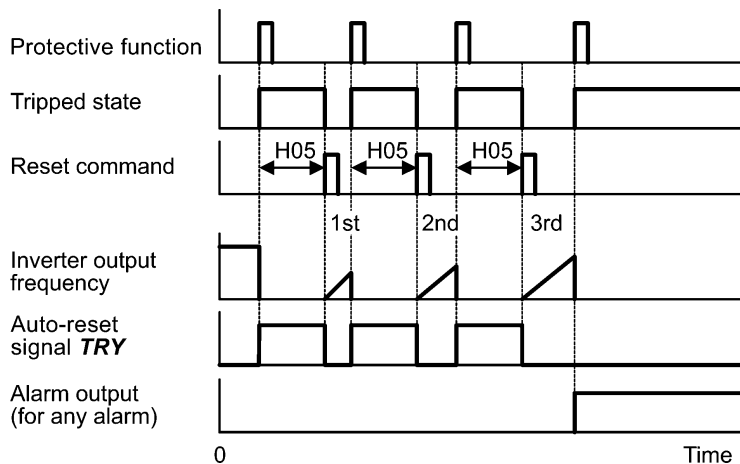 Protective function
Tripped state
Reset command
H05 H05 H05
1st 2nd 3rd
Inverter output
frequency
Auto-reset
signal TRY
Alarm output
(for any alarm)
0 Time